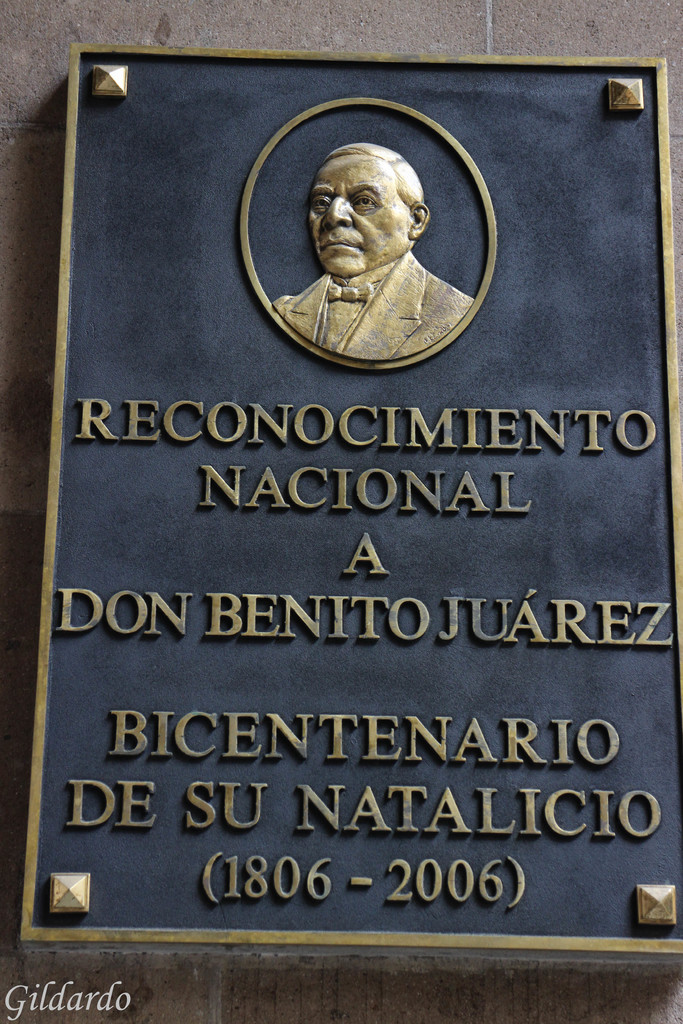 RECONOCIMIENTO
NACIONAL
A
DON BENITO JUÁREZ
BICENTENARIO
DE SU NATALICIO
(1806 - 2006)
Gildardo